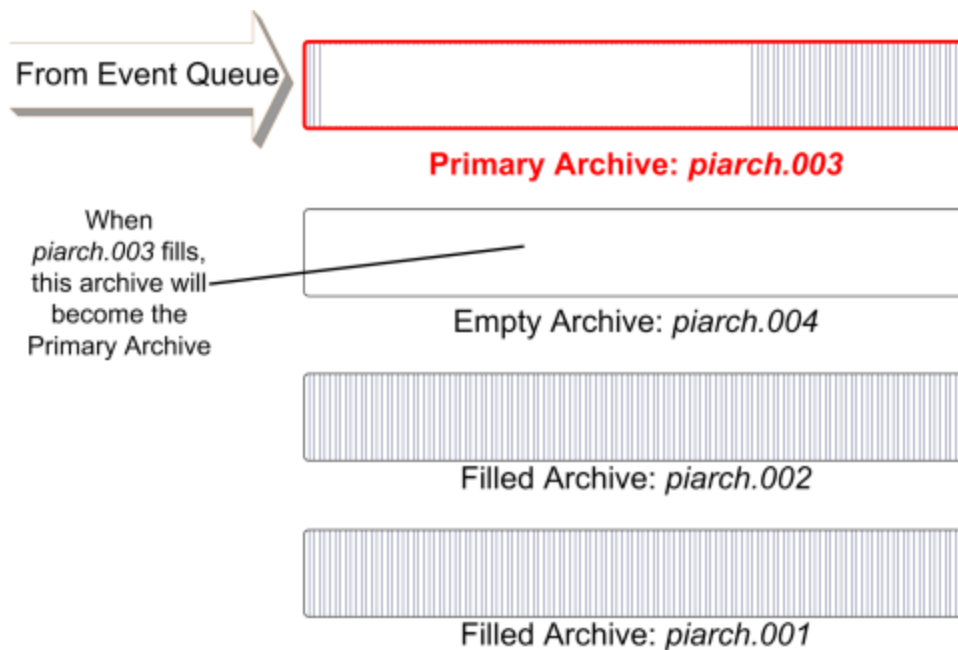 From Event Queue
Primary Archive: piarch.003
When
piarch.003 fills,
this archive will
become the
Primary Archive
Empty Archive: piarch.004
Filled Archive: piarch.002
Filled Archive: piarch.001